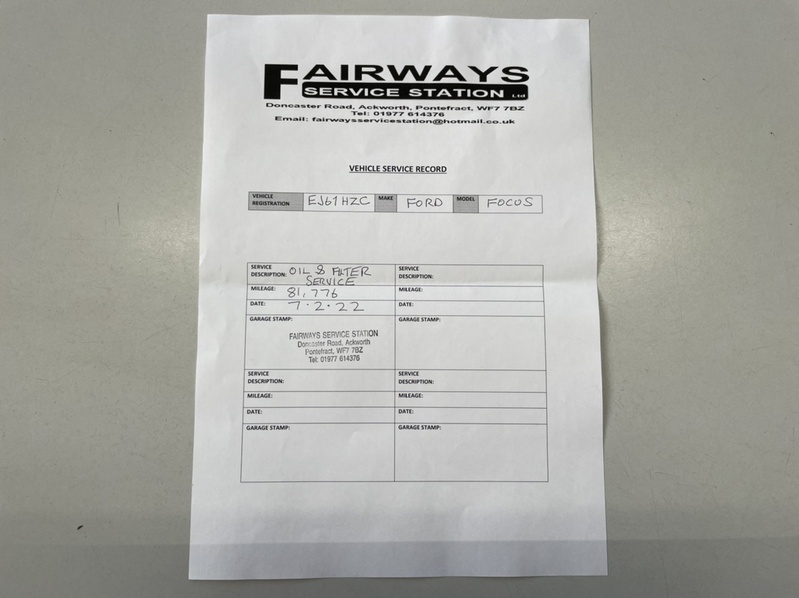 FAIRWAYS
SERVICE STATION Ltd
Doncaster Road, Ackworth, Pontefract, WF7 7BZ
Tel: 01977 614376
Email: fairwaysservicestation@hotmail.co.uk
VEHICLE SERVICE RECORD
VEHICLE REGISTRATION EJ61HZC MAKE FORD MODEL FOCUS
SERVICE DESCRIPTION: OIL & FILTER SERVICE
MILEAGE: 81,776
DATE: 7.2.22
GARAGE STAMP:
FAIRWAYS SERVICE STATION
Doncaster Road, Ackworth
Pontefract, WF7 7BZ
Tel: 01977 614376
SERVICE DESCRIPTION:
MILEAGE:
DATE:
GARAGE STAMP:
SERVICE DESCRIPTION:
MILEAGE:
DATE:
GARAGE STAMP:
SERVICE DESCRIPTION:
MILEAGE:
DATE:
GARAGE STAMP: